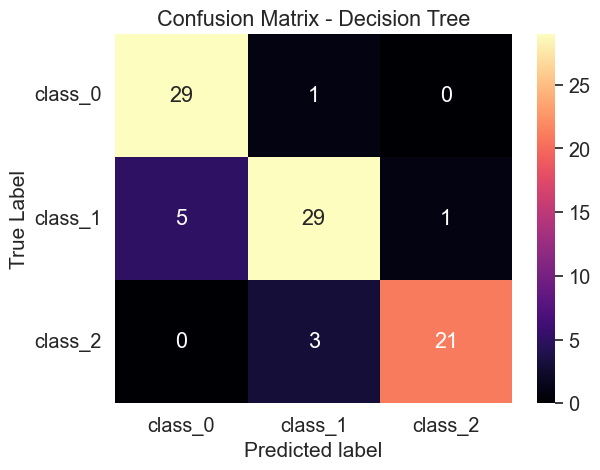 Confusion Matrix - Decision Tree
True Label
class_0
29
1
0
class_1
5
29
1
class_2
0
3
21
class_0 class_1 class_2
Predicted label
25
20
15
10
5
0